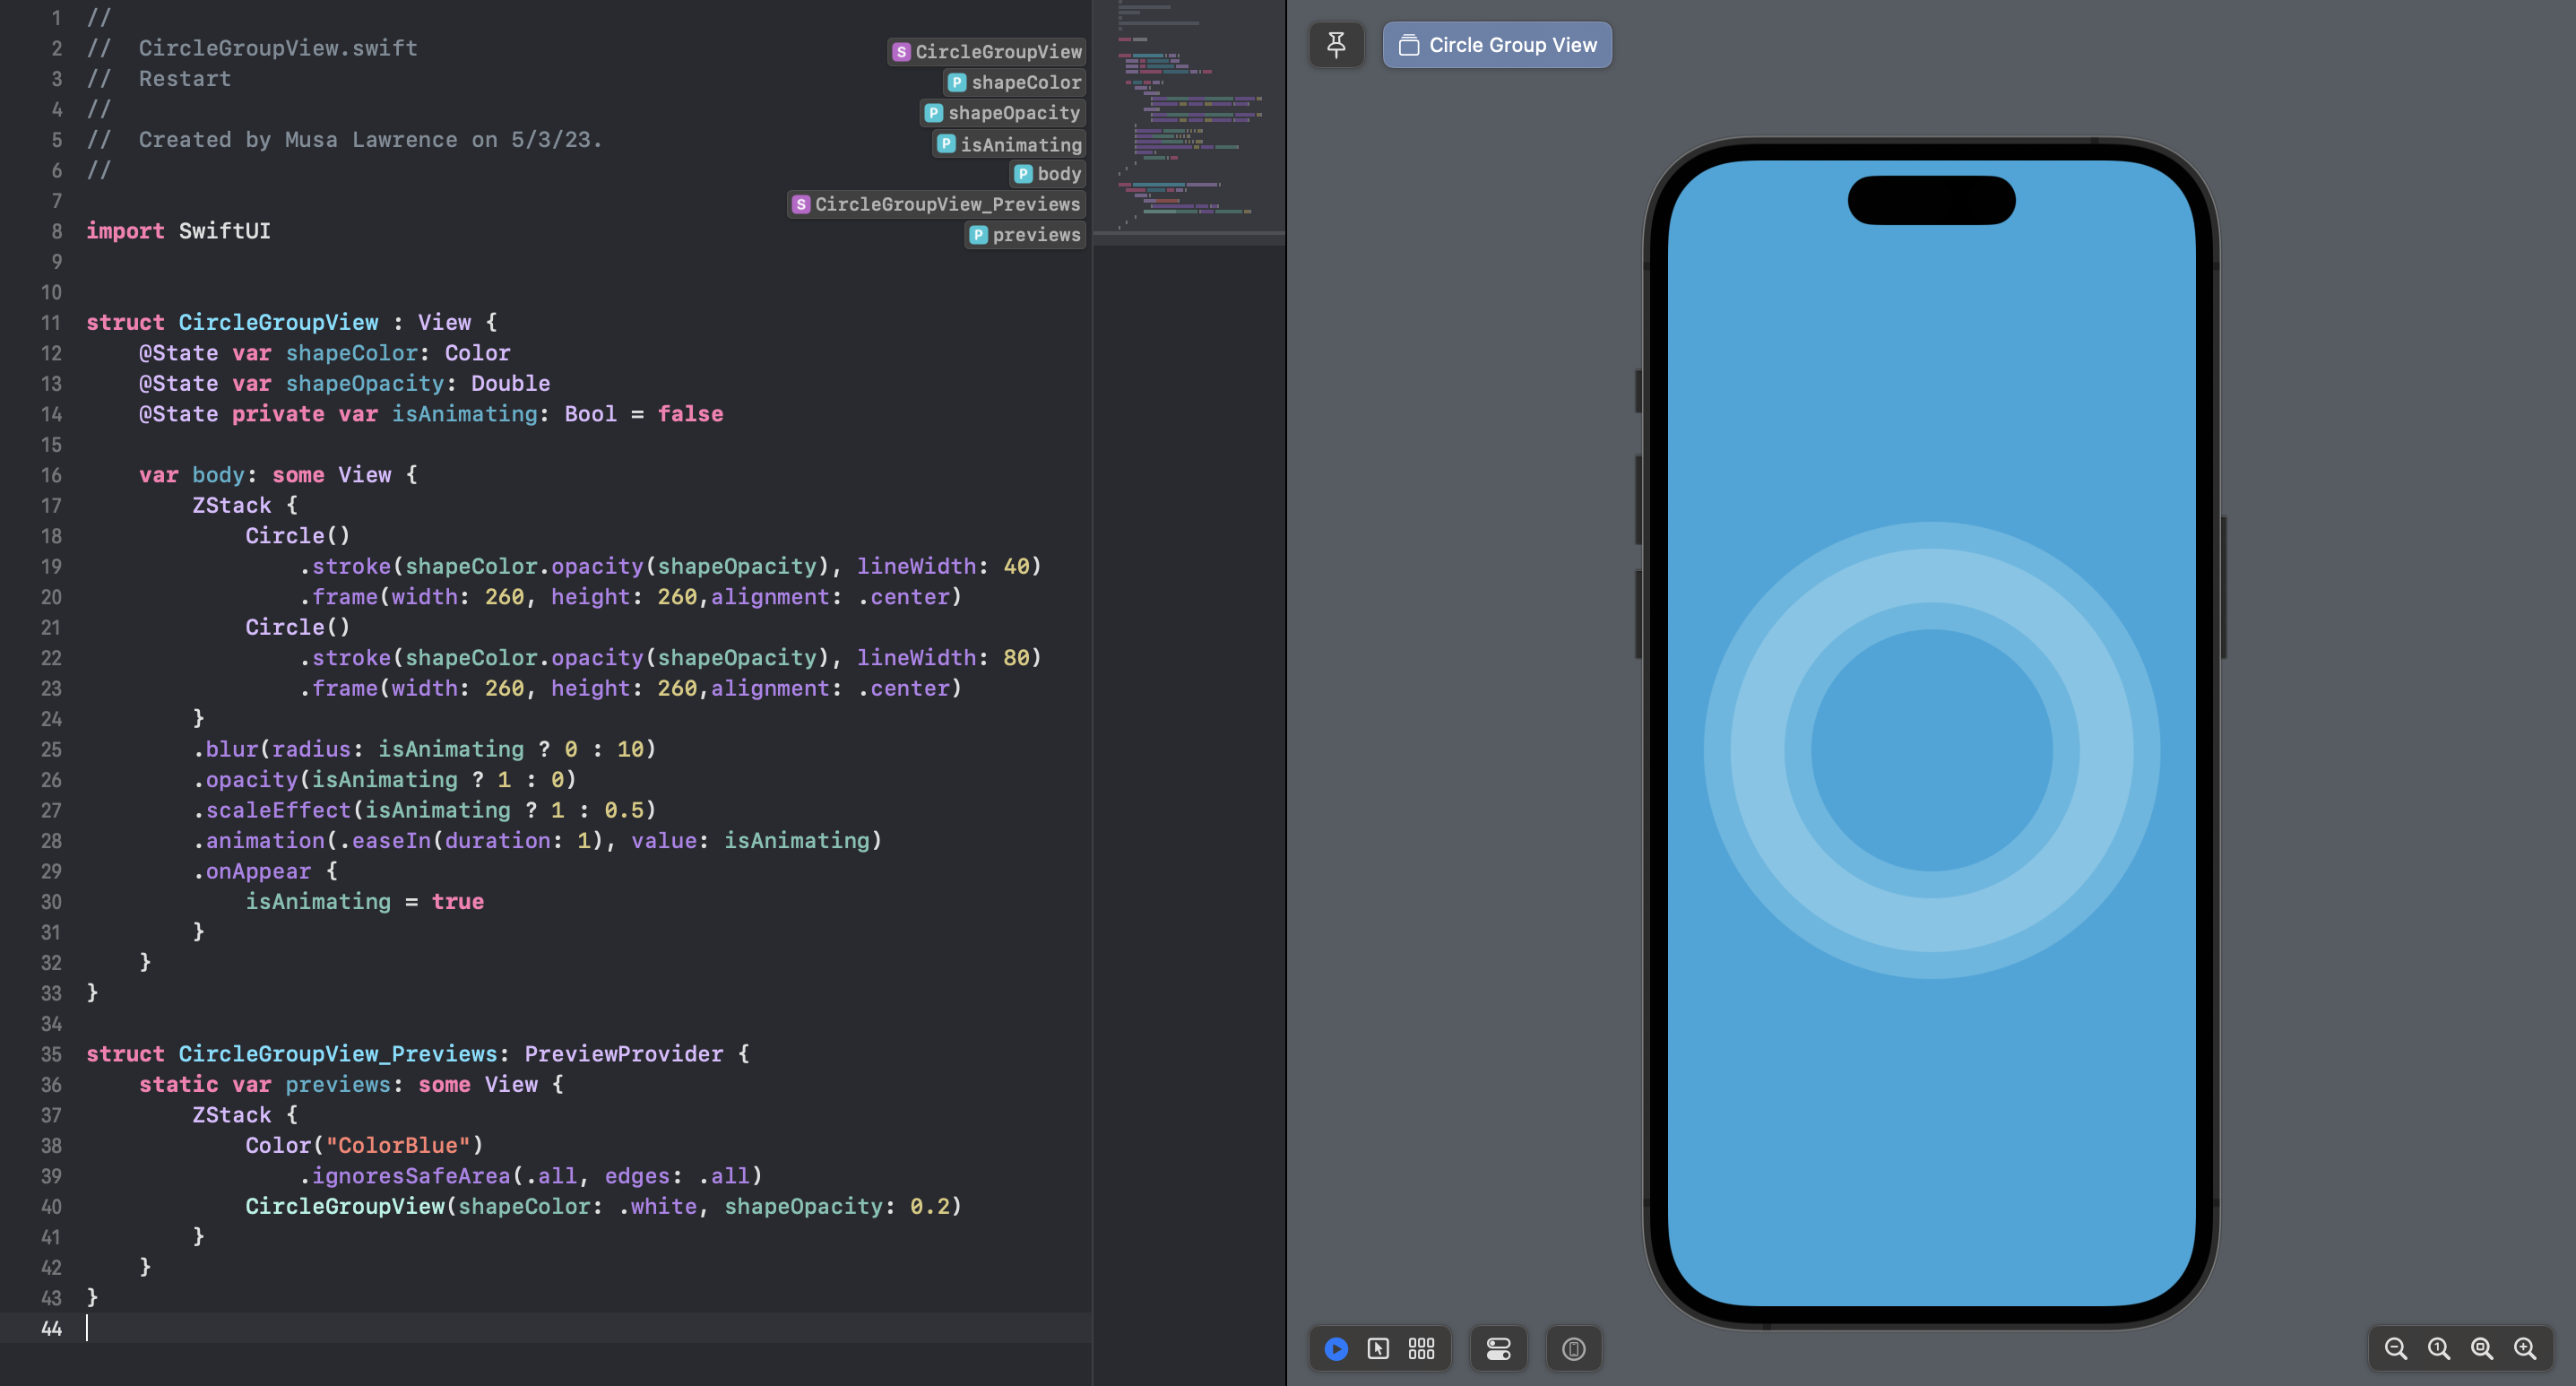 1 //
2 //  CircleGroupView.swift
3 //  Restart
4 //
5 //  Created by Musa Lawrence on 5/3/23.
6 //
7
8 import SwiftUI
9
10
11 struct CircleGroupView : View {
12     @State var shapeColor: Color
13     @State var shapeOpacity: Double
14     @State private var isAnimating: Bool = false
15
16     var body: some View {
17         ZStack {
18             Circle()
19                 .stroke(shapeColor.opacity(shapeOpacity), lineWidth: 40)
20                 .frame(width: 260, height: 260,alignment: .center)
21             Circle()
22                 .stroke(shapeColor.opacity(shapeOpacity), lineWidth: 80)
23                 .frame(width: 260, height: 260,alignment: .center)
24         }
25         .blur(radius: isAnimating ? 0 : 10)
26         .opacity(isAnimating ? 1 : 0)
27         .scaleEffect(isAnimating ? 1 : 0.5)
28         .animation(.easeIn(duration: 1), value: isAnimating)
29         .onAppear {
30             isAnimating = true
31         }
32     }
33 }
34
35 struct CircleGroupView_Previews: PreviewProvider {
36     static var previews: some View {
37         ZStack {
38             Color("ColorBlue")
39                 .ignoresSafeArea(.all, edges: .all)
40             CircleGroupView(shapeColor: .white, shapeOpacity: 0.2)
41         }
42     }
43 }
44
S CircleGroupView
P shapeColor
P shapeOpacity
P isAnimating
P body
S CircleGroupView_Previews
P previews
Circle Group View
1